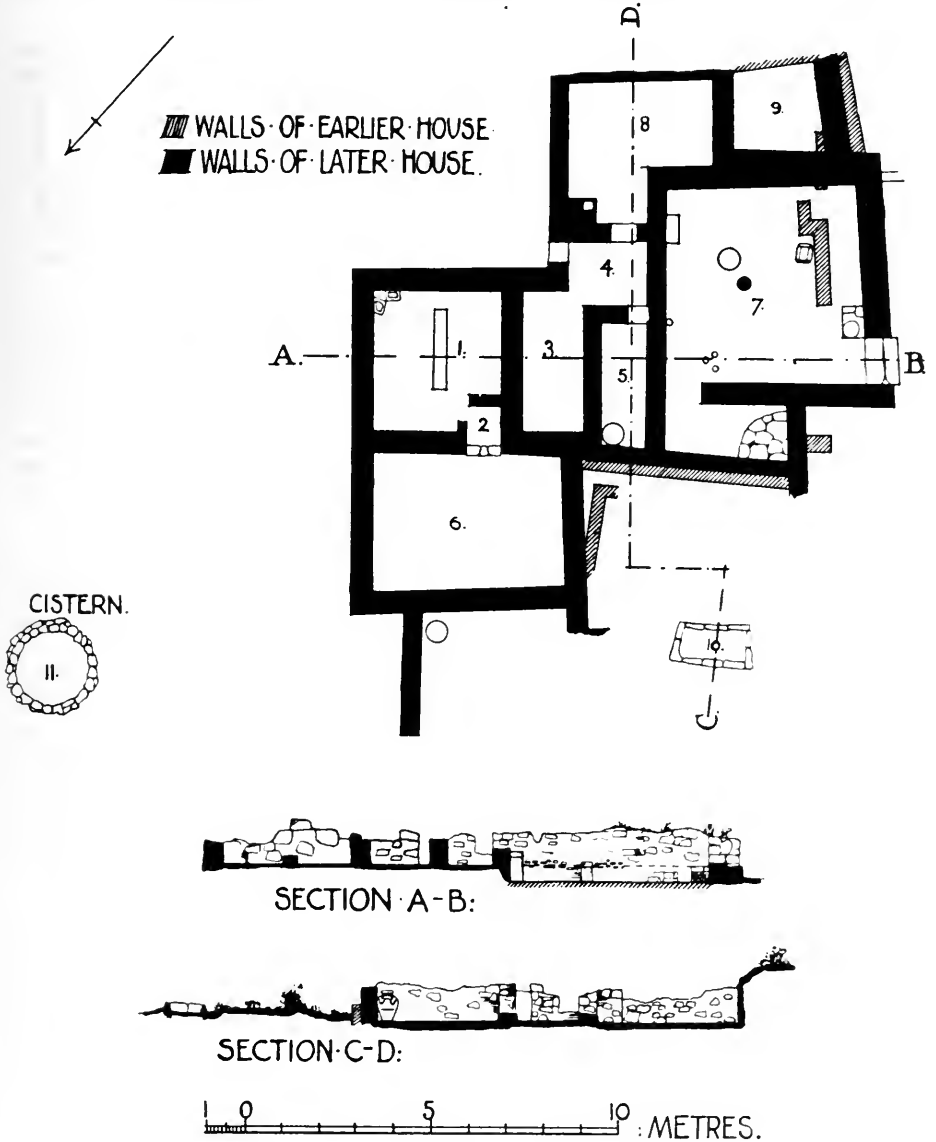 D.
WALLS·OF·EARLIER·HOUSE
WALLS·OF·LATER·HOUSE.
8
9.
4.
7.
A.
1.
3.
5.
B.
2
6.
CISTERN.
11.
10.
C.
SECTION·A-B:
SECTION·C-D:
1 0 5 10 :METRES.